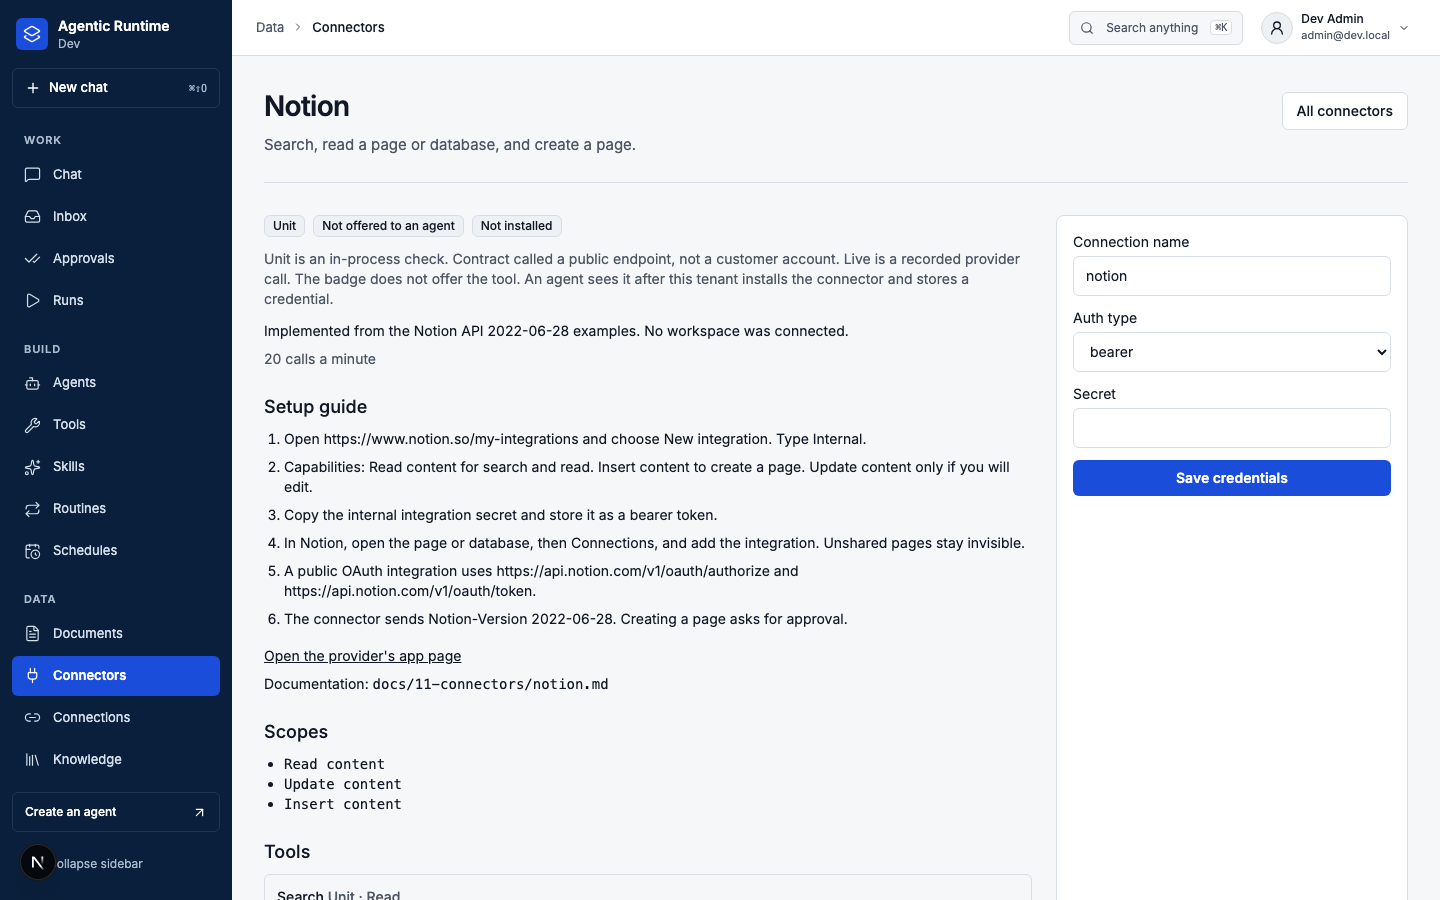 Agentic Runtime
Dev
New chat ⌘⇧O
WORK
Chat
Inbox
Approvals
Runs
BUILD
Agents
Tools
Skills
Routines
Schedules
DATA
Documents
Connectors
Connections
Knowledge
Create an agent
N
ollapse sidebar
Data > Connectors
Search anything ⌘K
Dev Admin
admin@dev.local
Notion
Search, read a page or database, and create a page.
All connectors
Unit Not offered to an agent Not installed
Unit is an in-process check. Contract called a public endpoint, not a customer account. Live is a recorded provider
call. The badge does not offer the tool. An agent sees it after this tenant installs the connector and stores a
credential.
Implemented from the Notion API 2022-06-28 examples. No workspace was connected.
20 calls a minute
Setup guide
1. Open https://www.notion.so/my-integrations and choose New integration. Type Internal.
2. Capabilities: Read content for search and read. Insert content to create a page. Update content only if you will
edit.
3. Copy the internal integration secret and store it as a bearer token.
4. In Notion, open the page or database, then Connections, and add the integration. Unshared pages stay invisible.
5. A public OAuth integration uses https://api.notion.com/v1/oauth/authorize and
https://api.notion.com/v1/oauth/token.
6. The connector sends Notion-Version 2022-06-28. Creating a page asks for approval.
Open the provider's app page
Documentation: docs/11-connectors/notion.md
Scopes
• Read content
• Update content
• Insert content
Tools
Search Unit · Read
Connection name
notion
Auth type
bearer
Secret
Save credentials